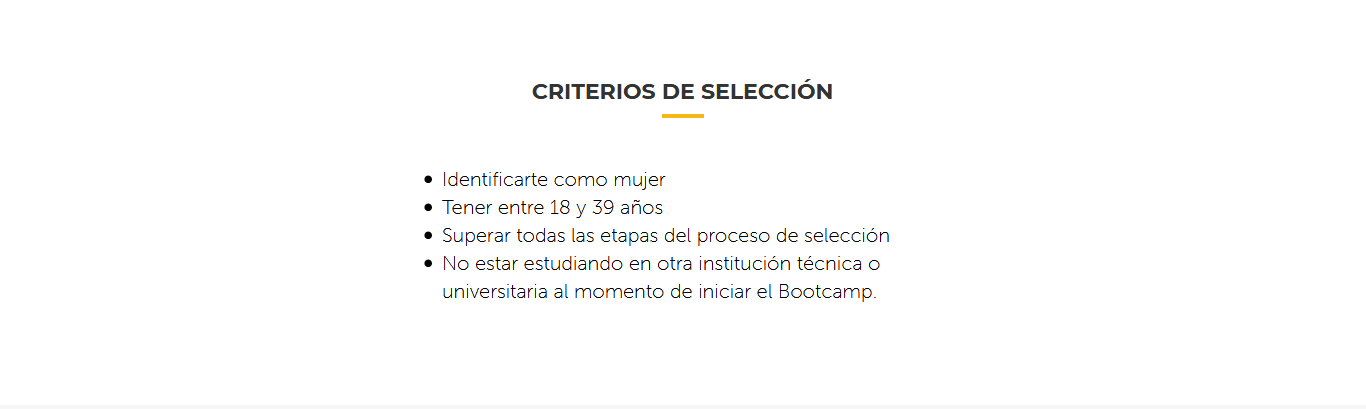 CRITERIOS DE SELECCIÓN
• Identificarte como mujer
• Tener entre 18 y 39 años
• Superar todas las etapas del proceso de selección
• No estar estudiando en otra institución técnica o
universitaria al momento de iniciar el Bootcamp.